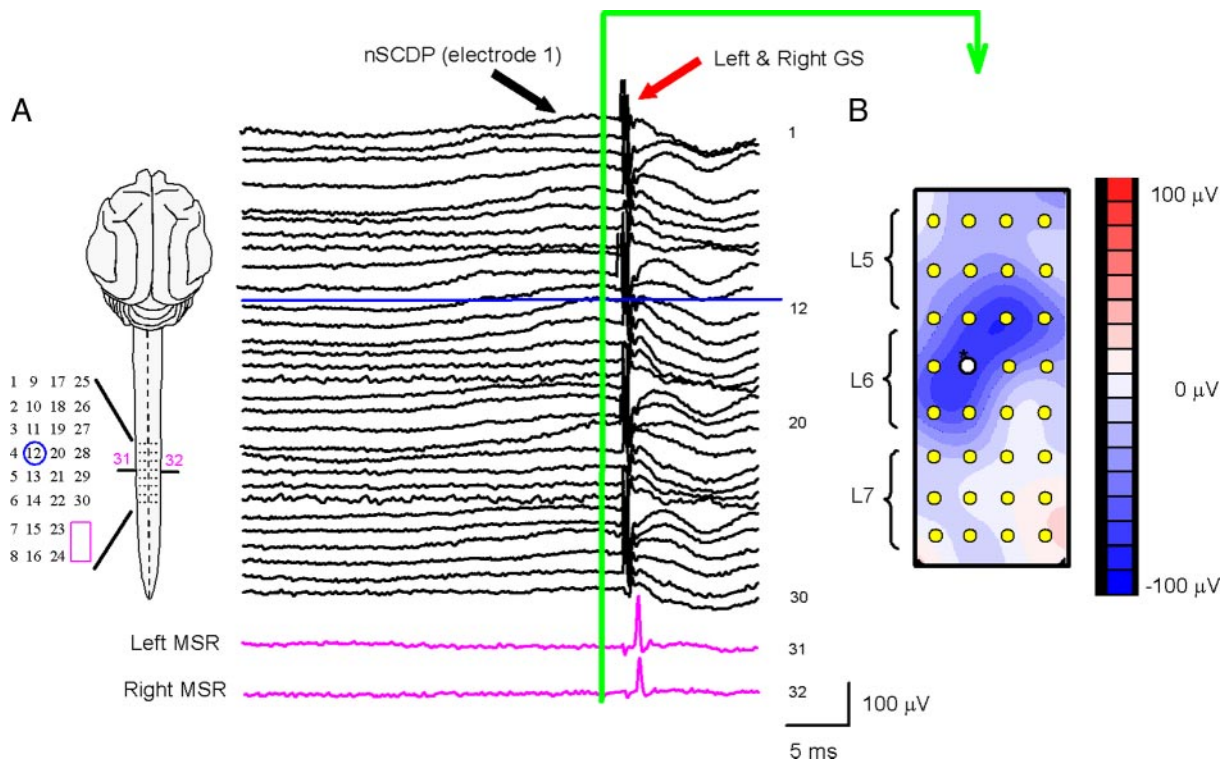 nSCDP (electrode 1)
Left & Right GS
A
B
1 9 17 25
2 10 18 26
3 11 19 27
4 12 20 28
5 13 21 29
6 14 22 30
7 15 23
8 16 24
31
32
1
12
20
30
Left MSR
31
Right MSR
32
100 μV
5 ms
L5
L6
L7
*
100 μV
0 μV
-100 μV